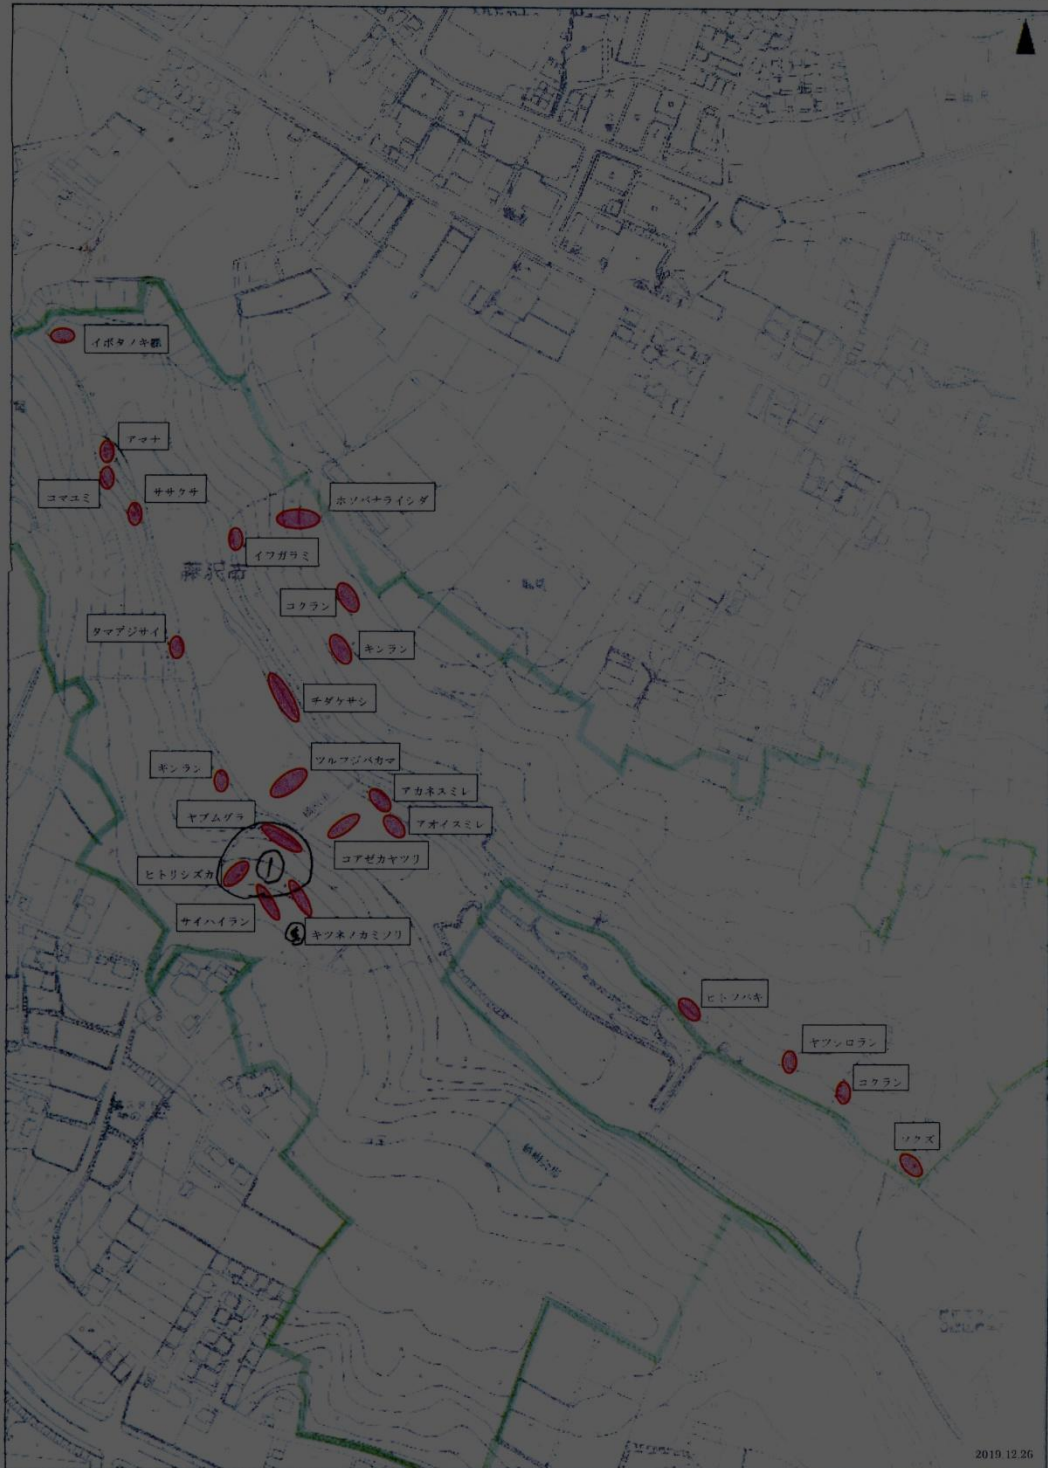 イボタノキ
アマナ
コマユミ
ササクサ
ホソバナライシダ
イワガラミ
藤沢市
コクラン
タマアジサイ
キンラン
チダケサシ
ツルフジバカマ
ギンラン
アカネスミレ
ヤブムグラ
アオイスミレ
コアゼカヤツリ
①
ヒトリシズカ
サイハイラン
キツネノカミソリ
ヒトツバキ
ヤツシロラン
コクラン
ソクズ
2019.12.26